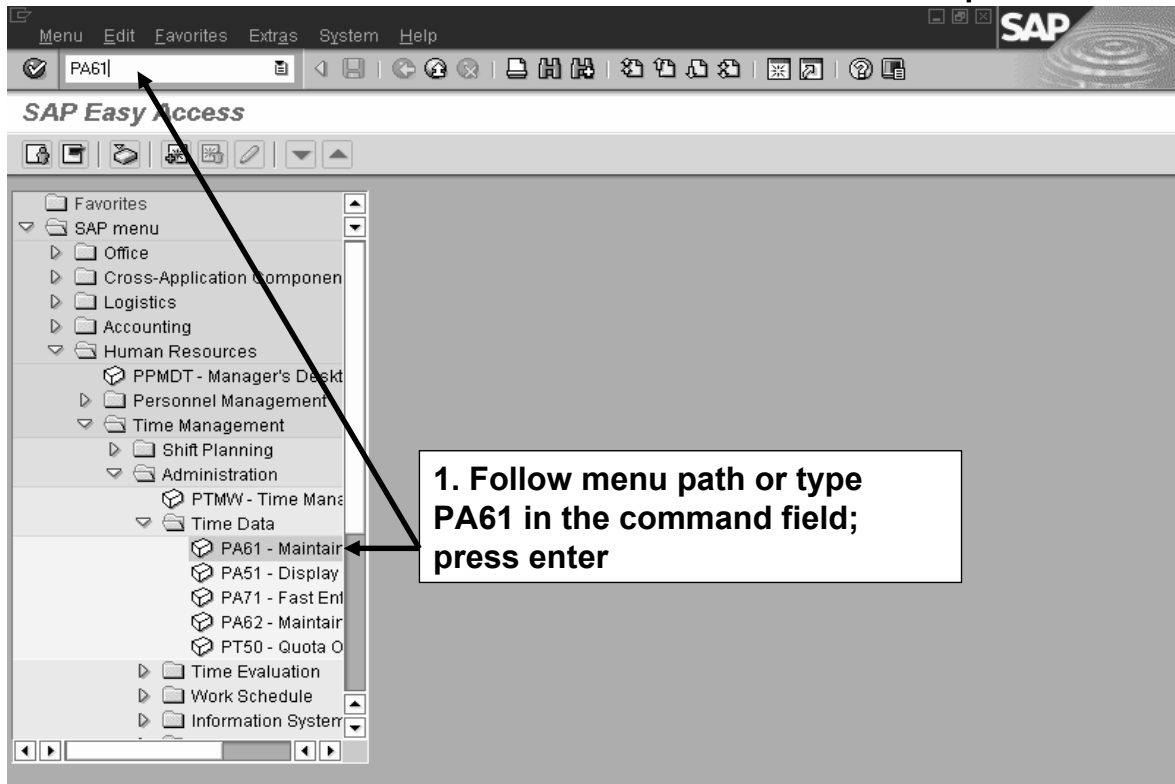 Menu Edit Favorites Extras System Help
SAP
PA61
SAP Easy Access
Favorites
SAP menu
Office
Cross-Application Componen
Logistics
Accounting
Human Resources
PPMDT - Manager's Deskt
Personnel Management
Time Management
Shift Planning
Administration
PTMW - Time Mana
Time Data
PA61 - Maintain
PA51 - Display
PA71 - Fast Ent
PA62 - Maintain
PT50 - Quota O
Time Evaluation
Work Schedule
Information System
1. Follow menu path or type
PA61 in the command field;
press enter